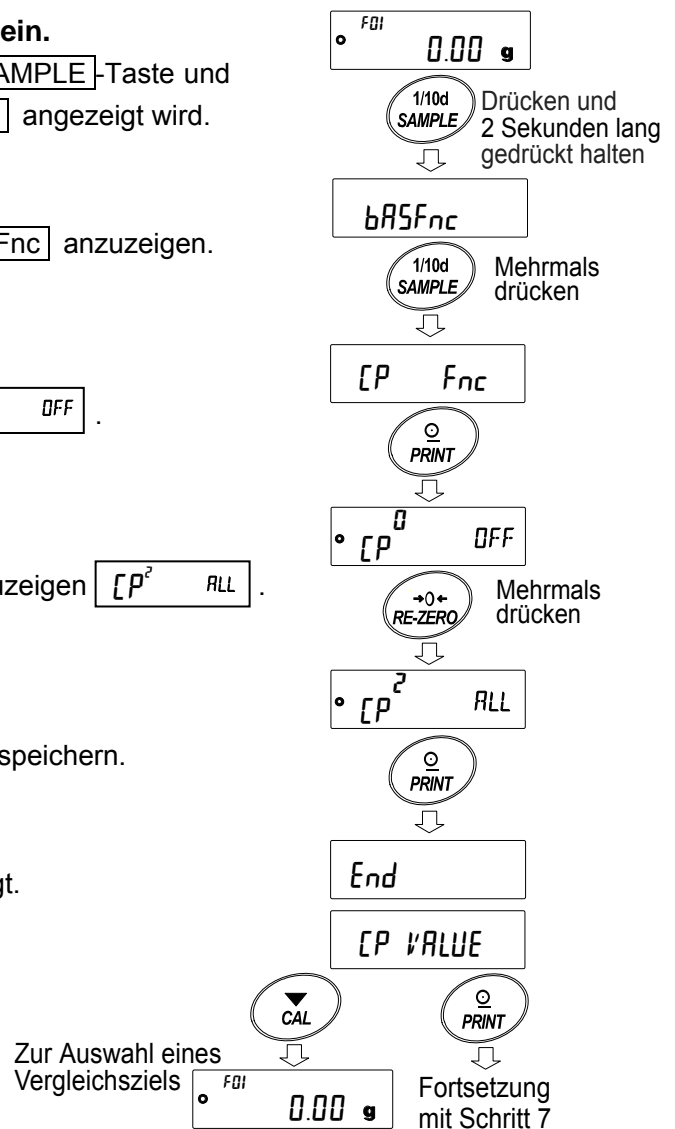 ein.
AMPLE -Taste und
angezeigt wird.
Fnc anzuzeigen.
OFF .
uzeigen CP² ALL .
speichern.
gt.
F01
0.00 g
1/10d
SAMPLE
Drücken und
2 Sekunden lang
gedrückt halten
bASFnc
1/10d
SAMPLE
Mehrmals
drücken
CP Fnc
PRINT
CP⁰ OFF
→0←
RE-ZERO
Mehrmals
drücken
CP² ALL
PRINT
End
CP VALUE
CAL
PRINT
Zur Auswahl eines
Vergleichsziels
F01
0.00 g
Fortsetzung
mit Schritt 7